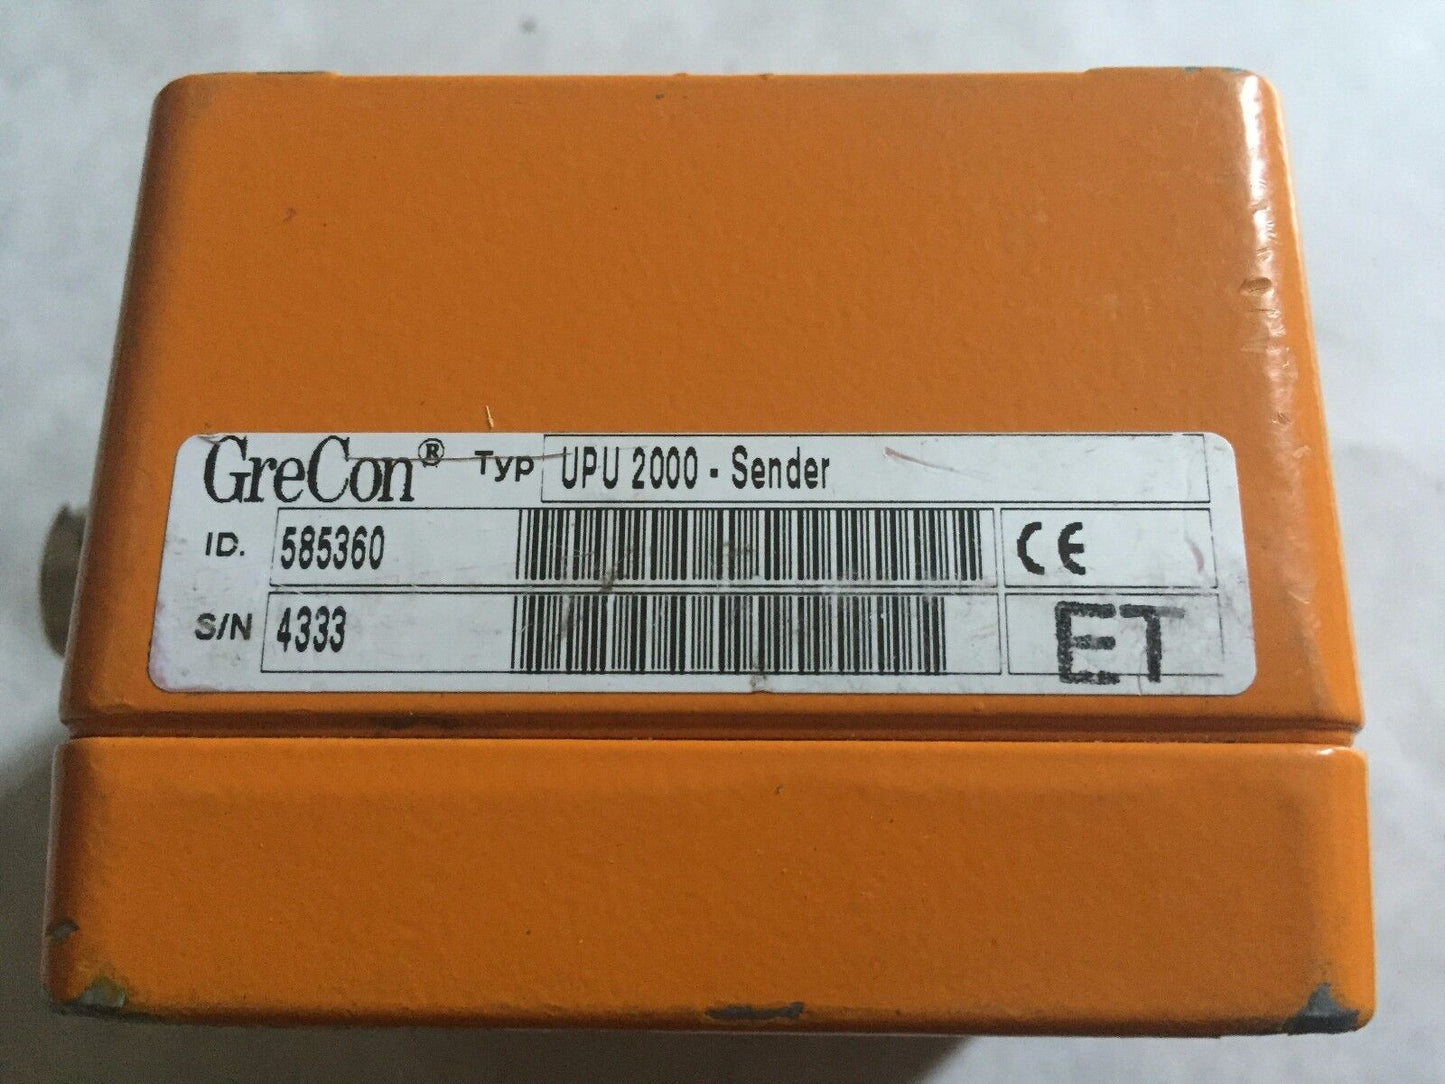 GreCon® Typ UPU 2000 - Sender
ID. 585360 CE
S/N 4333 ET